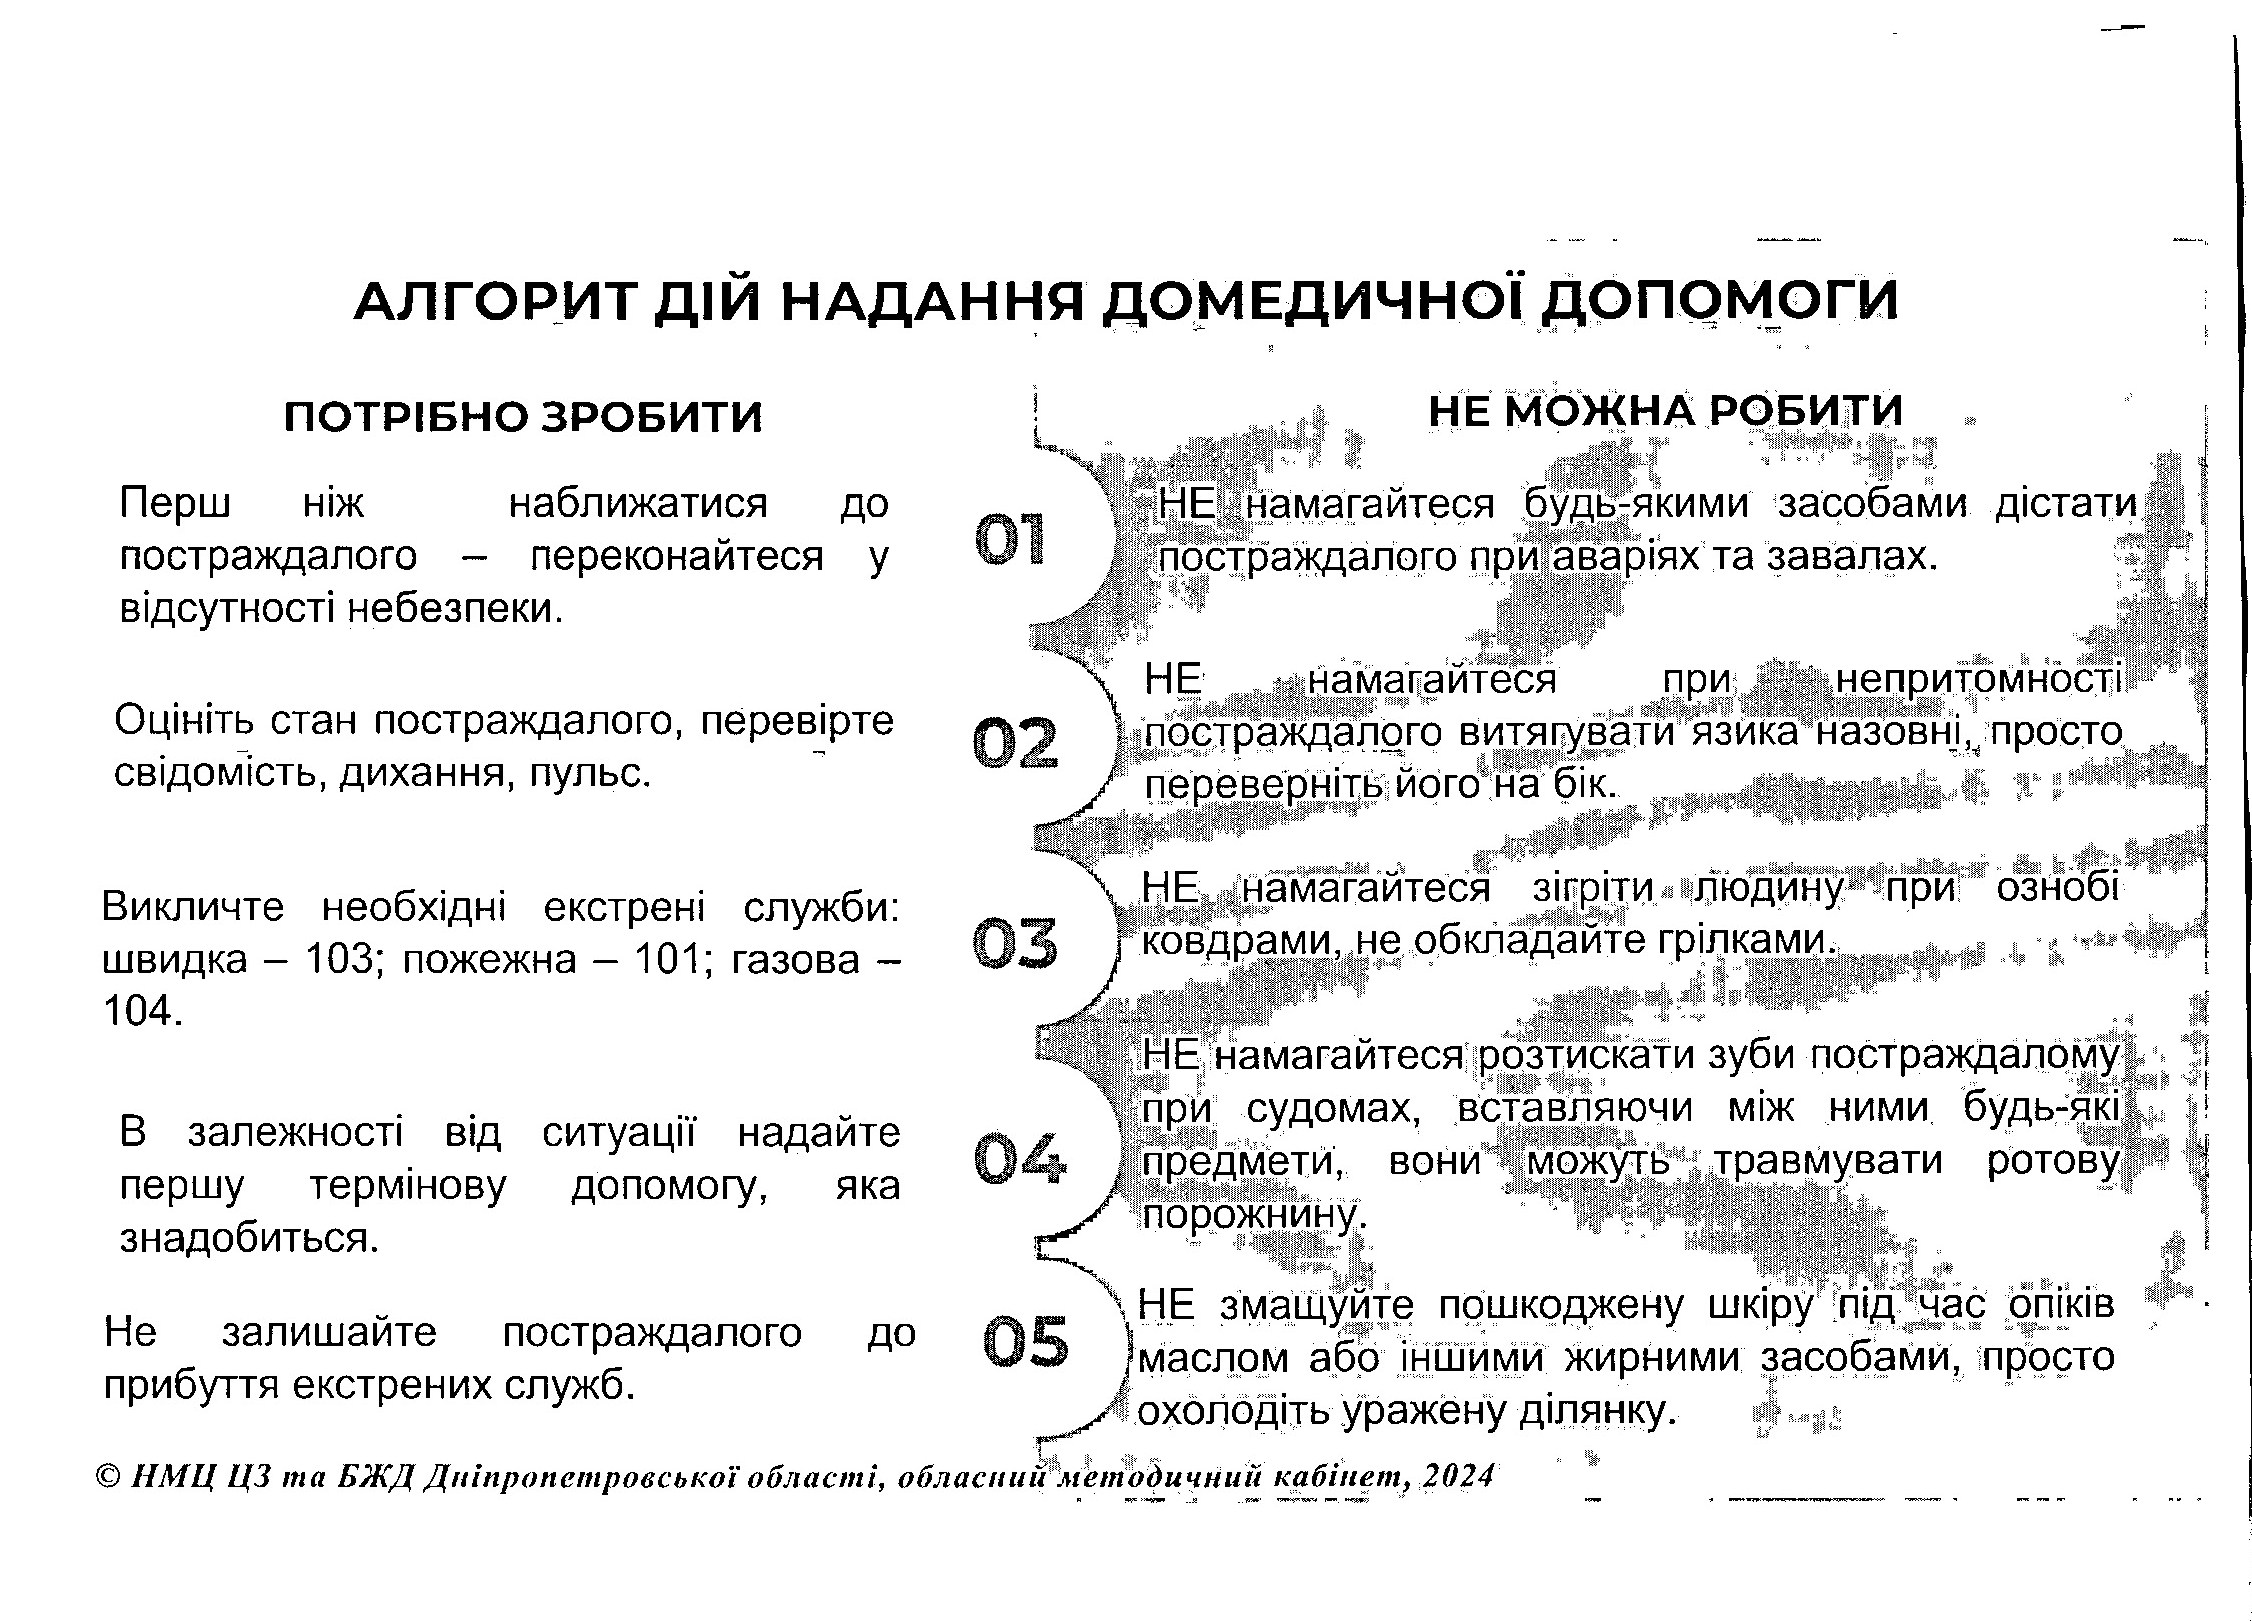 АЛГОРИТ ДІЙ НАДАННЯ ДОМЕДИЧНОЇ ДОПОМОГИ
ПОТРІБНО ЗРОБИТИ
НЕ МОЖНА РОБИТИ
01
Перш ніж наближатися до
постраждалого – переконайтеся у
відсутності небезпеки.
НЕ намагайтеся будь-якими засобами дістати
постраждалого при аваріях та завалах.
02
Оцініть стан постраждалого, перевірте
свідомість, дихання, пульс.
НЕ намагайтеся при непритомності
постраждалого витягувати язика назовні, просто
переверніть його на бік.
03
Викличте необхідні екстрені служби:
швидка – 103; пожежна – 101; газова –
104.
НЕ намагайтеся зігріти людину при ознобі
ковдрами, не обкладайте грілками.
04
В залежності від ситуації надайте
першу термінову допомогу, яка
знадобиться.
НЕ намагайтеся розтискати зуби постраждалому
при судомах, вставляючи між ними будь-які
предмети, вони можуть травмувати ротову
порожнину.
05
Не залишайте постраждалого до
прибуття екстрених служб.
НЕ змащуйте пошкоджену шкіру під час опіків
маслом або іншими жирними засобами, просто
охолодіть уражену ділянку.
© НМЦ ЦЗ та БЖД Дніпропетровської області, обласний методичний кабінет, 2024